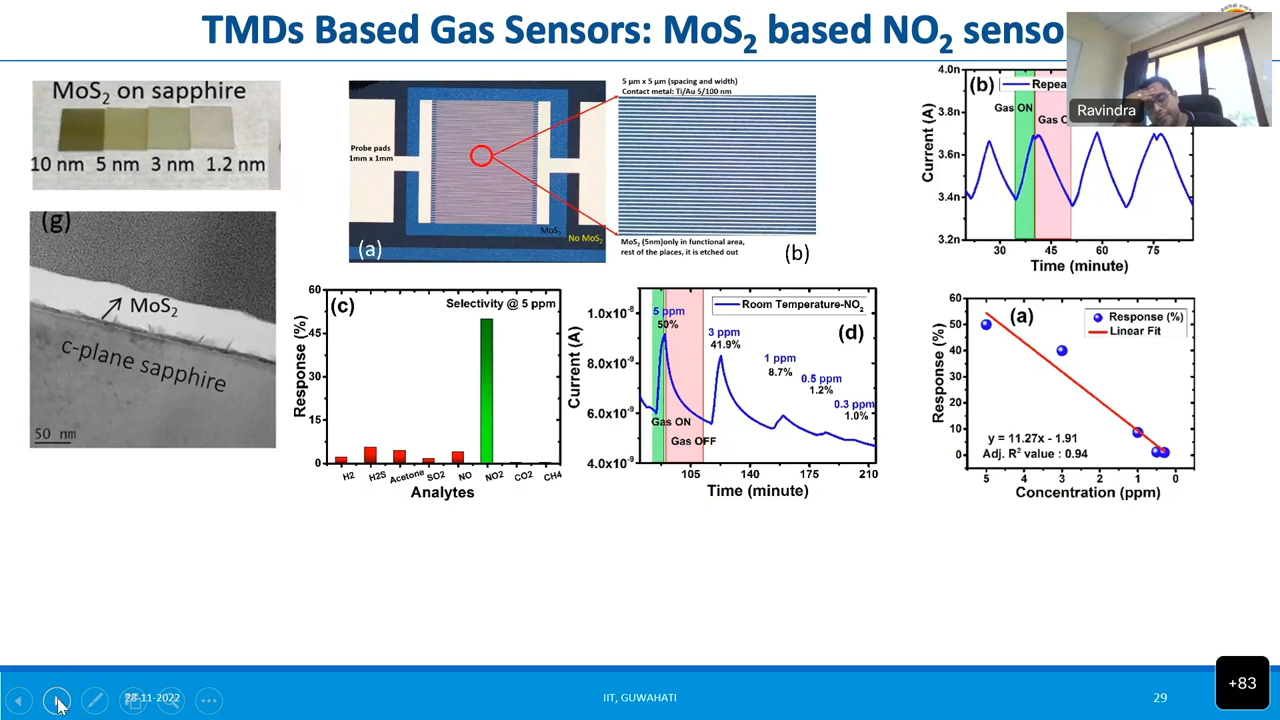 TMDs Based Gas Sensors: MoS₂ based NO₂ senso
MoS₂ on sapphire
10 nm 5 nm 3 nm 1.2 nm
(g)
MoS₂
c-plane sapphire
50 nm
Probe pads
1mm x 1mm
MoS₂
No MoS₂
(a)
5 µm x 5 µm (spacing and width)
Contact metal: Ti/Au 5/100 nm
MoS₂ (5nm)only in functional area,
rest of the places, it is etched out
(b)
(b)
Repea
Gas ON
Gas O
Current (A)
4.0n
3.8n
3.6n
3.4n
3.2n
30 45 60 75
Time (minute)
Ravindra
(c)
Selectivity @ 5 ppm
Response (%)
60
45
30
15
0
H2 H2S Acetone SO2 NO NO2 CO2 CH4
Analytes
Room Temperature-NO₂
(d)
Current (A)
1.0x10⁻⁸
8.0x10⁻⁹
6.0x10⁻⁹
4.0x10⁻⁹
5 ppm
50%
3 ppm
41.9%
1 ppm
8.7%
0.5 ppm
1.2%
0.3 ppm
1.0%
Gas ON
Gas OFF
105 140 175 210
Time (minute)
(a)
Response (%)
Linear Fit
Response (%)
60
50
40
30
20
10
0
y = 11.27x - 1.91
Adj. R² value : 0.94
5 4 3 2 1 0
Concentration (ppm)
28-11-2022
IIT, GUWAHATI
29
+83